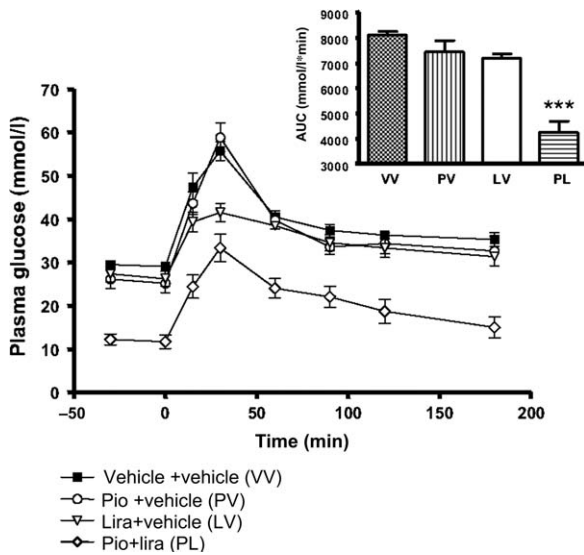 9000
8000
7000
6000
5000
4000
3000
AUC (mmol/l*min)
***
VV PV LV PL
70
60
50
40
30
20
10
0
Plasma glucose (mmol/l)
−50 0 50 100 150 200
Time (min)
Vehicle +vehicle (VV)
Pio +vehicle (PV)
Lira+vehicle (LV)
Pio+lira (PL)